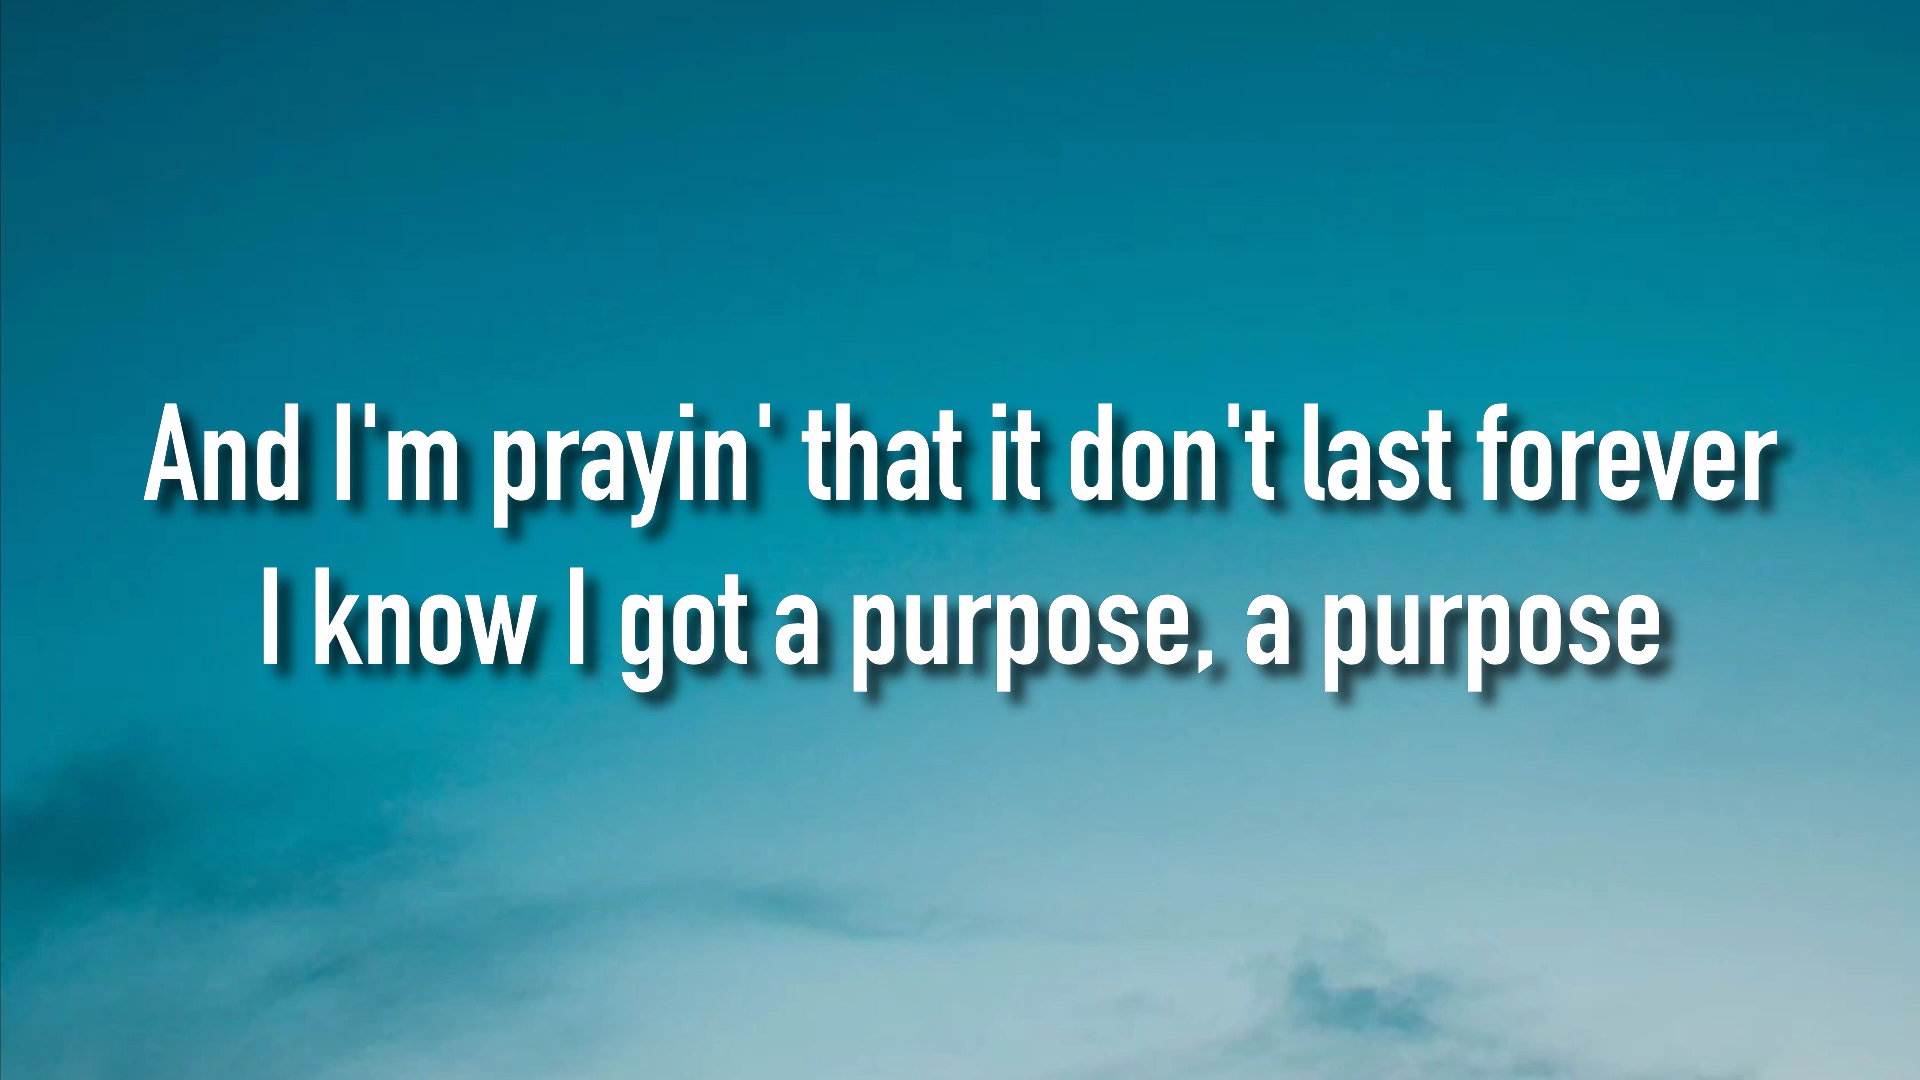 And I'm prayin' that it don't last forever
I know I got a purpose, a purpose